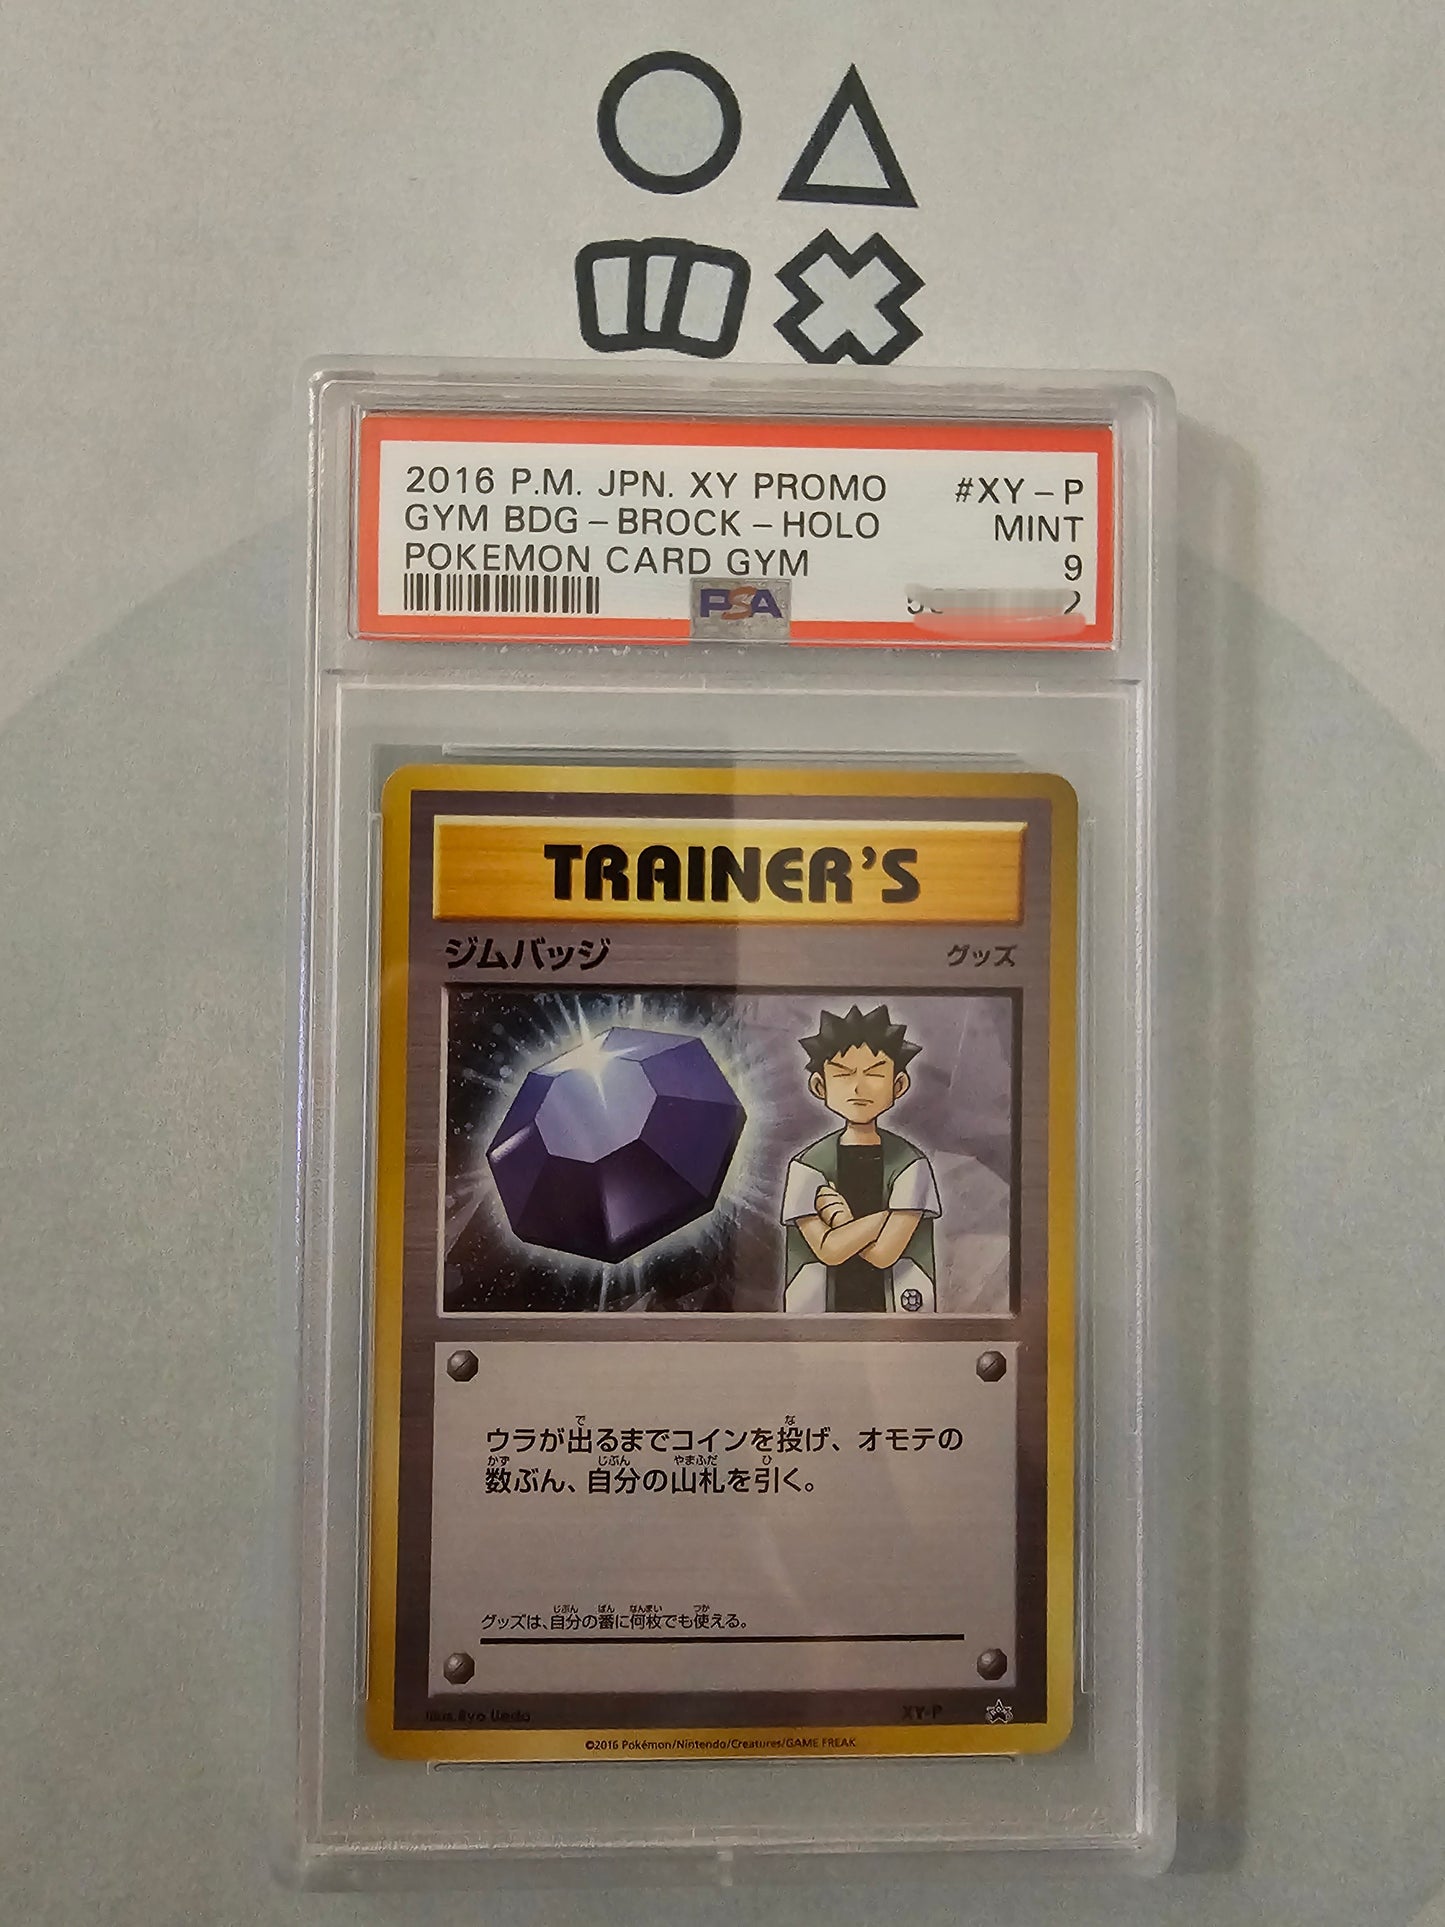 2016 P.M. JPN. XY PROMO #XY-P
GYM BDG-BROCK-HOLO MINT
POKEMON CARD GYM 9
PSA
TRAINER'S
ジムバッジ グッズ
ウラが出るまでコインを投げ、オモテの
数ぶん、自分の山札を引く。
グッズは、自分の番に何枚でも使える。
Illus. Ryo Ueda XY-P
©2016 Pokémon/Nintendo/Creatures/GAME FREAK